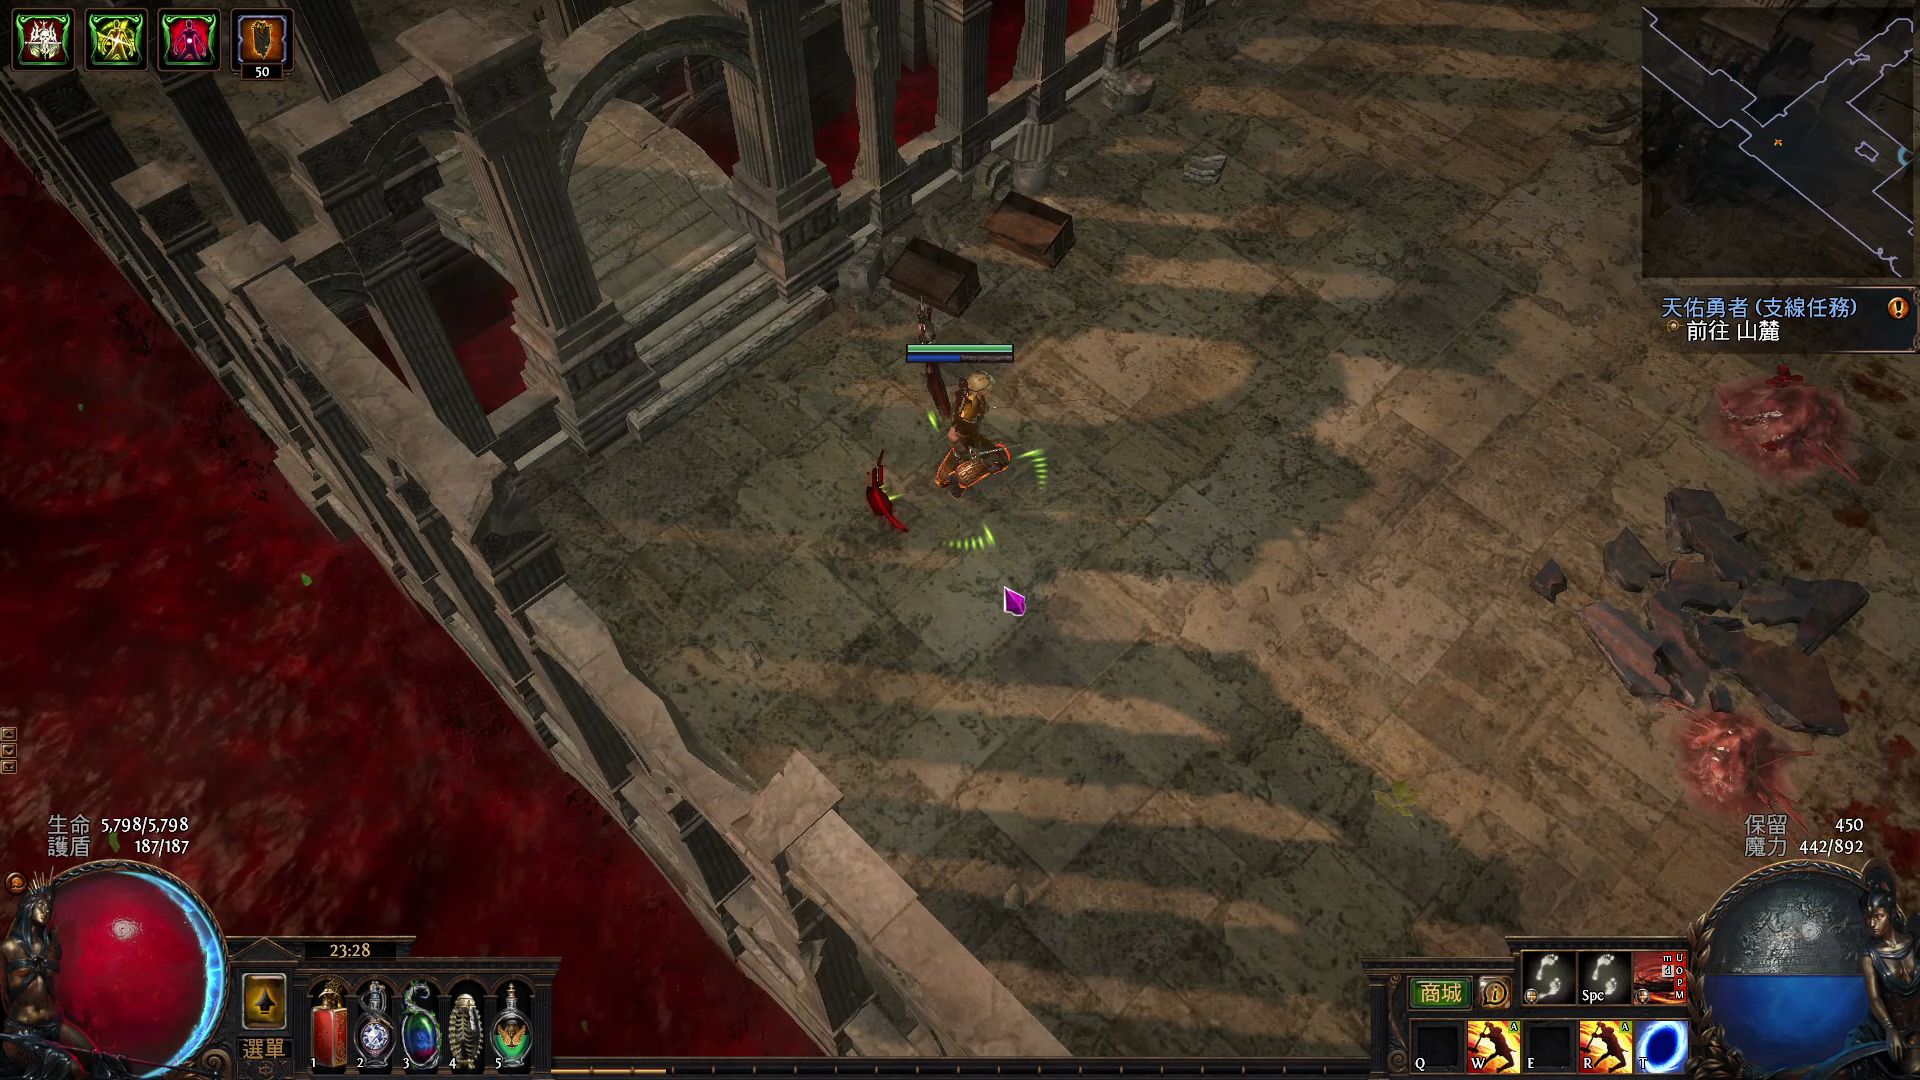 50
天佑勇者 (支線任務)
前往 山麓
生命 5,798/5,798
護盾 187/187
保留 450
魔力 442/892
23:28
選單
1 2 3 4 5
商城
Spc
m U
d O
P
M
Q W A E R A T